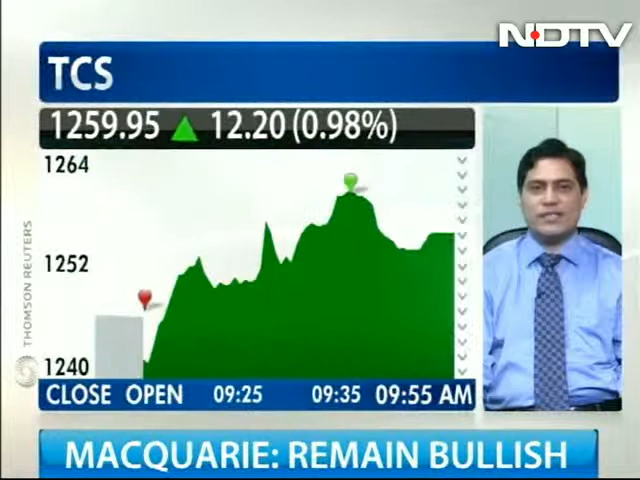 NDTV
TCS
1259.95 ▲ 12.20 (0.98%)
1264
1252
1240
THOMSON REUTERS
CLOSE OPEN 09:25 09:35 09:55 AM
MACQUARIE: REMAIN BULLISH